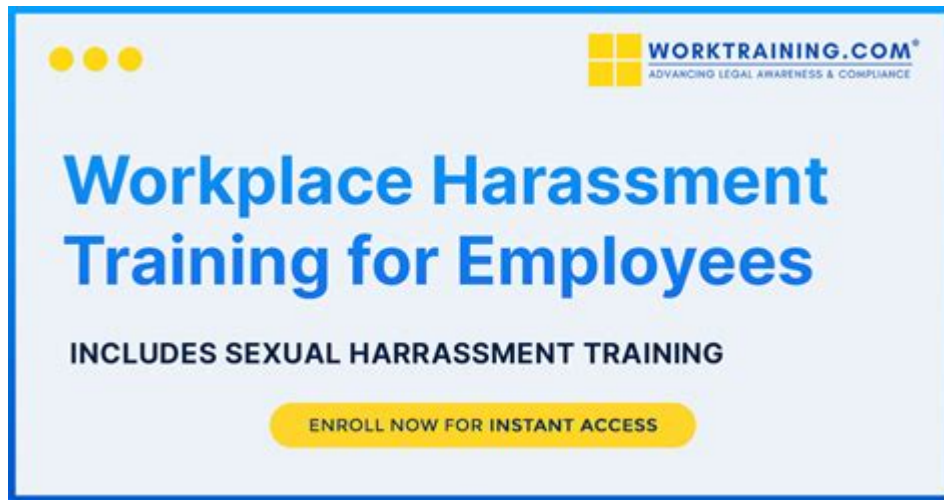 WORKTRAINING.COM®
ADVANCING LEGAL AWARENESS & COMPLIANCE
Workplace Harassment
Training for Employees
INCLUDES SEXUAL HARRASSMENT TRAINING
ENROLL NOW FOR INSTANT ACCESS